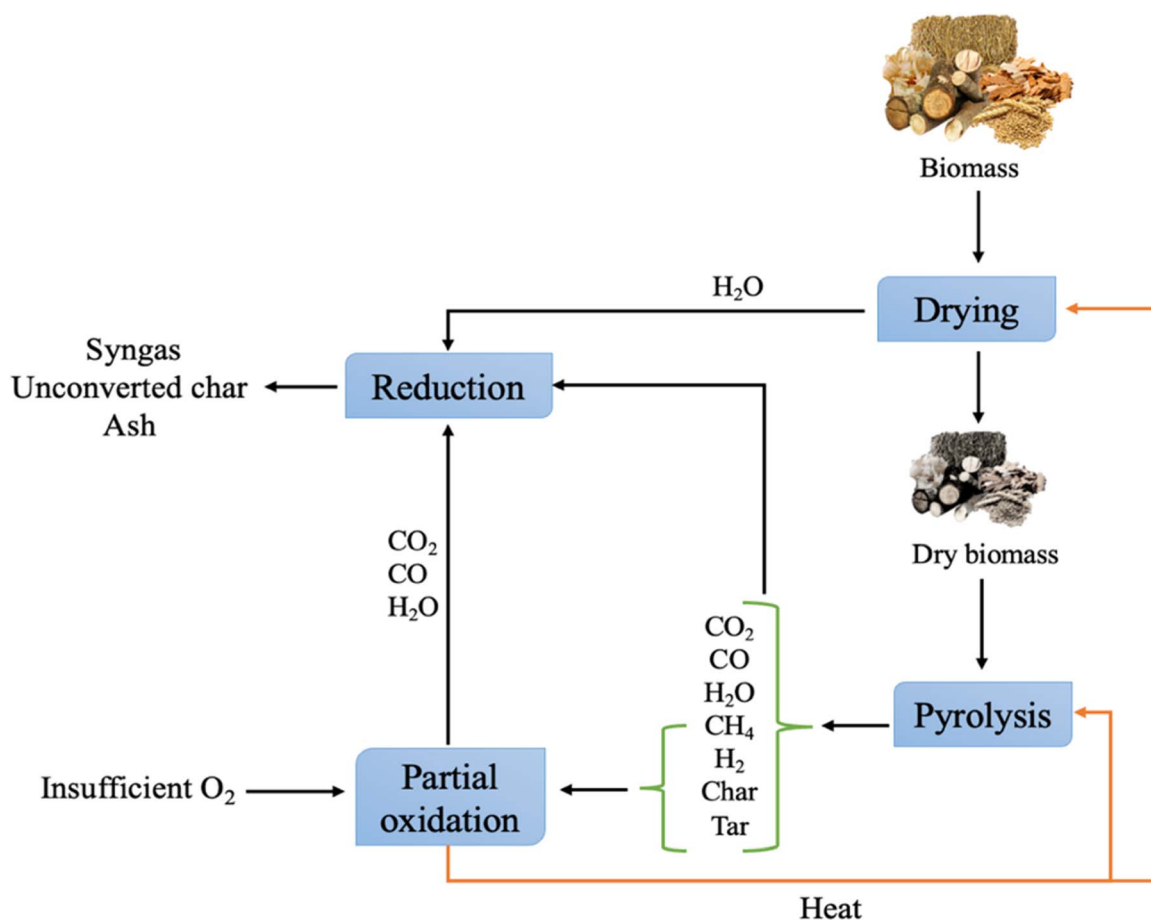 Biomass
H₂O
Drying
Syngas
Unconverted char
Ash
Reduction
Dry biomass
CO₂
CO
H₂O
CO₂
CO
H₂O
CH₄
H₂
Char
Tar
Pyrolysis
Insufficient O₂
Partial
oxidation
Heat